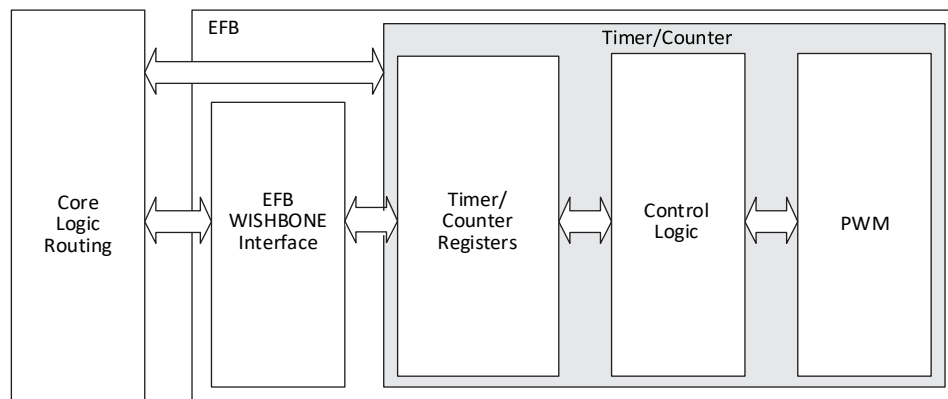 EFB
Timer/Counter
Core
Logic
Routing
EFB
WISHBONE
Interface
Timer/
Counter
Registers
Control
Logic
PWM